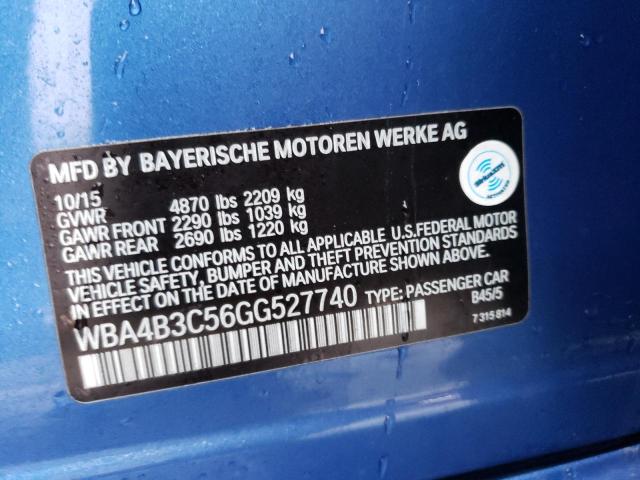 MFD BY BAYERISCHE MOTOREN WERKE AG
10/15
GVWR 4870 lbs 2209 kg
GAWR FRONT 2290 lbs 1039 kg
GAWR REAR 2690 lbs 1220 kg
THIS VEHICLE CONFORMS TO ALL APPLICABLE U.S.FEDERAL MOTOR
VEHICLE SAFETY, BUMPER AND THEFT PREVENTION STANDARDS
IN EFFECT ON THE DATE OF MANUFACTURE SHOWN ABOVE.
WBA4B3C56GG527740 TYPE: PASSENGER CAR
B45/5
7 315 814